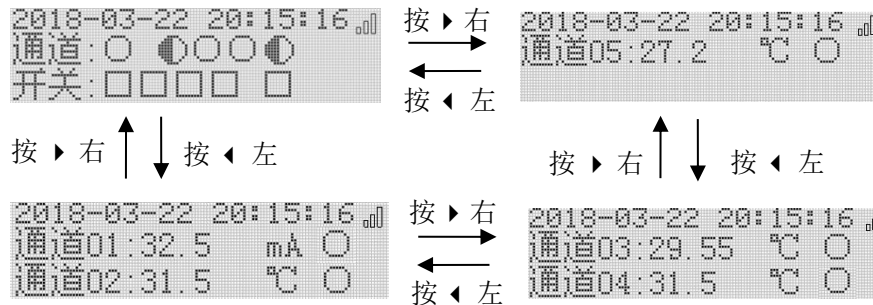 2018-03-22 20:15:16
通道:○ ◐○○◐
开关:□□□□ □
按 ▶ 右
按 ◀ 左
2018-03-22 20:15:16
通道05:27.2 ℃ ○
按 ▶ 右
按 ◀ 左
按 ▶ 右
按 ◀ 左
2018-03-22 20:15:16
通道01:32.5 mA ○
通道02:31.5 ℃ ○
按 ▶ 右
按 ◀ 左
2018-03-22 20:15:16
通道03:29.55 ℃ ○
通道04:31.5 ℃ ○